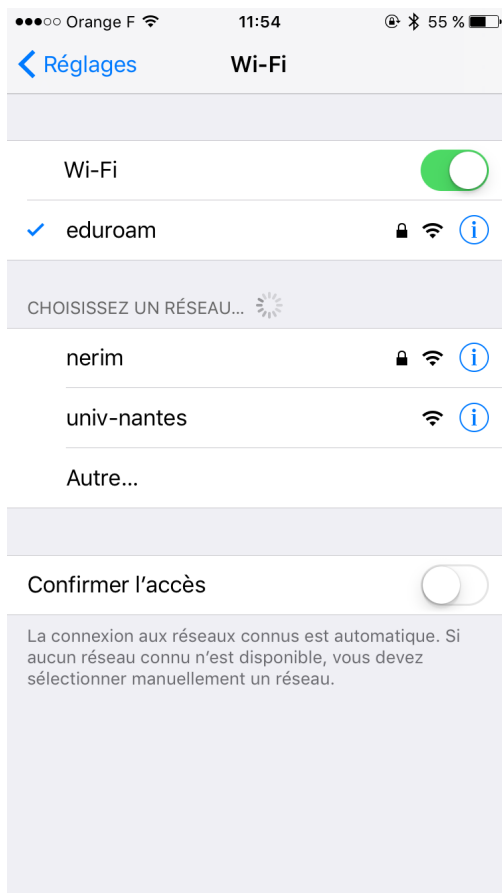 Orange F 11:54 55 %
Réglages Wi-Fi
Wi-Fi
eduroam
CHOISISSEZ UN RÉSEAU...
nerim
univ-nantes
Autre...
Confirmer l’accès
La connexion aux réseaux connus est automatique. Si
aucun réseau connu n’est disponible, vous devez
sélectionner manuellement un réseau.